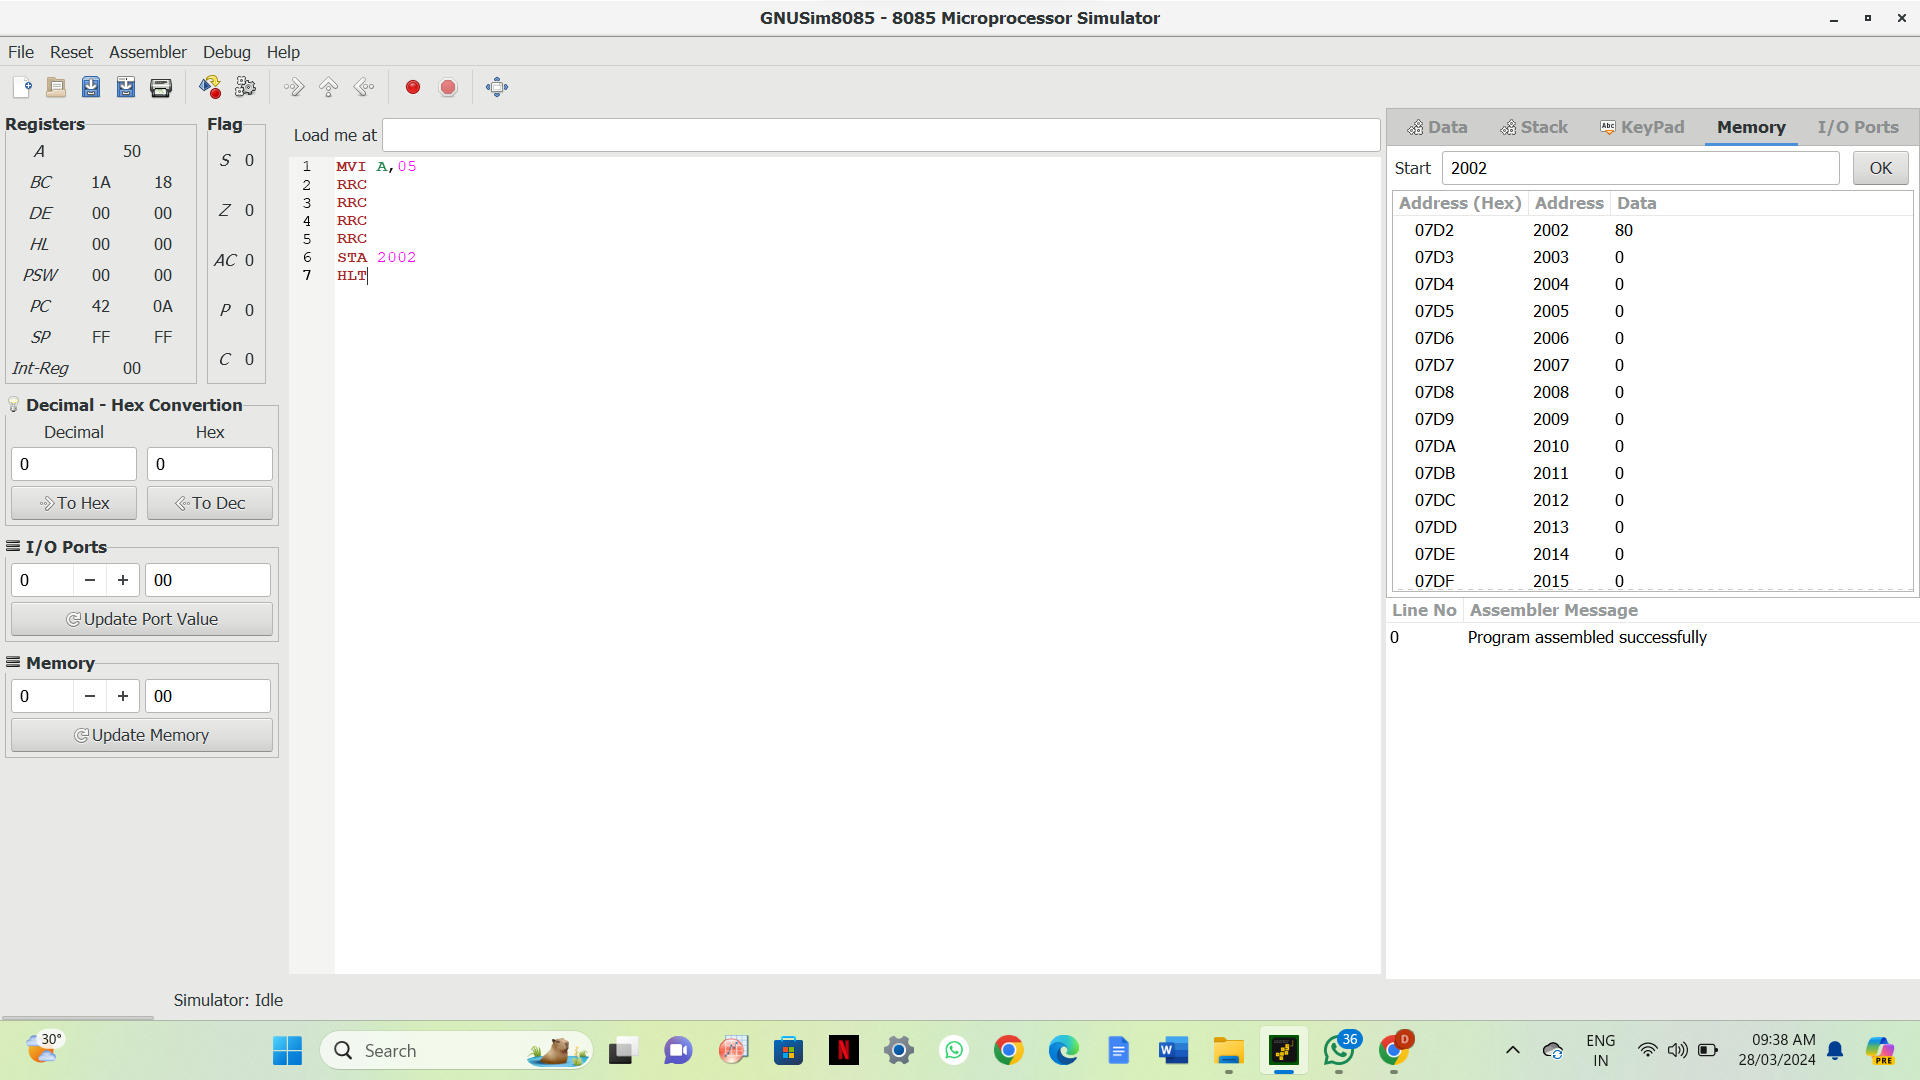 GNUSim8085 - 8085 Microprocessor Simulator
File Reset Assembler Debug Help
Registers
A 50
BC 1A 18
DE 00 00
HL 00 00
PSW 00 00
PC 42 0A
SP FF FF
Int-Reg 00
Flag
S 0
Z 0
AC 0
P 0
C 0
Decimal - Hex Convertion
Decimal Hex
0 0
To Hex To Dec
I/O Ports
0 − + 00
Update Port Value
Memory
0 − + 00
Update Memory
Load me at
1 MVI A,05
2 RRC
3 RRC
4 RRC
5 RRC
6 STA 2002
7 HLT
Data Stack Abc KeyPad Memory I/O Ports
Start 2002 OK
Address (Hex) Address Data
07D2 2002 80
07D3 2003 0
07D4 2004 0
07D5 2005 0
07D6 2006 0
07D7 2007 0
07D8 2008 0
07D9 2009 0
07DA 2010 0
07DB 2011 0
07DC 2012 0
07DD 2013 0
07DE 2014 0
07DF 2015 0
Line No Assembler Message
0 Program assembled successfully
Simulator: Idle
30°
Search
N
W
36
D
ENG
IN
09:38 AM
28/03/2024
PRE